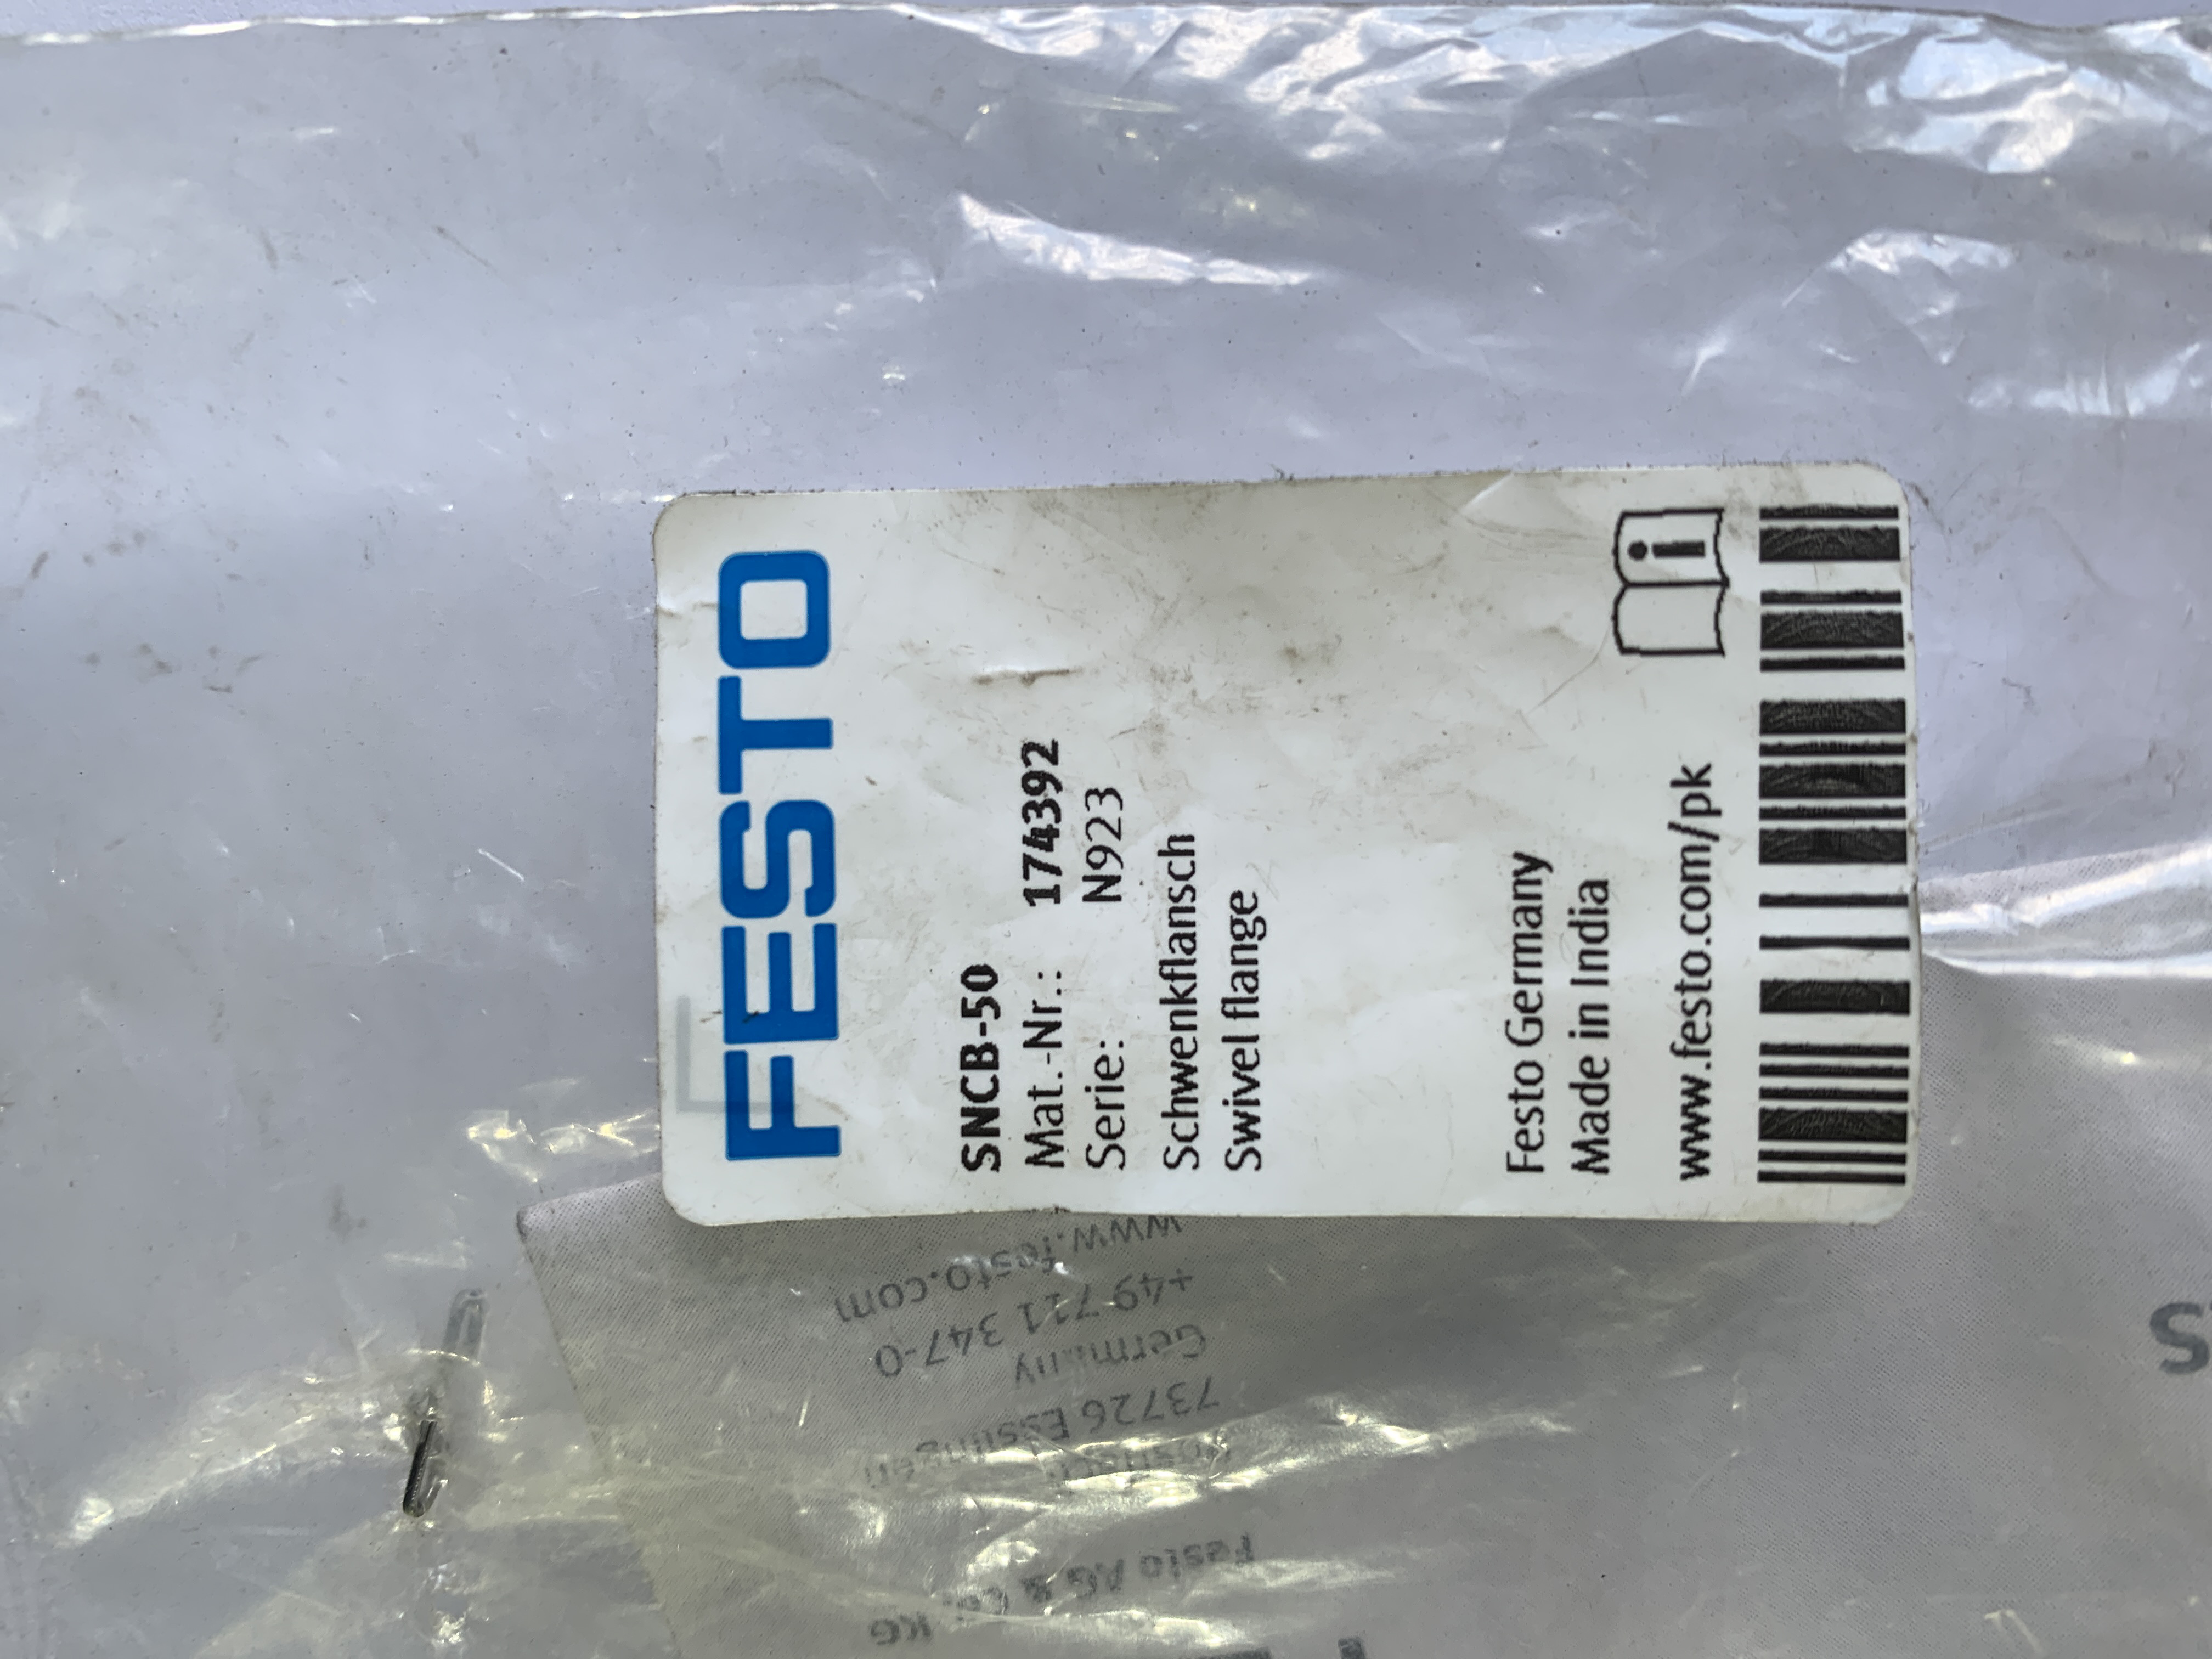 FESTO
SNCB-50
Mat.-Nr.: 174392
Serie: N923
Schwenkflansch
Swivel flange
Festo Germany
Made in India
www.festo.com/pk
i
Festo AG & Co. KG
73726 Esslingen
Germany
+49 711 347-0
www.festo.com
S